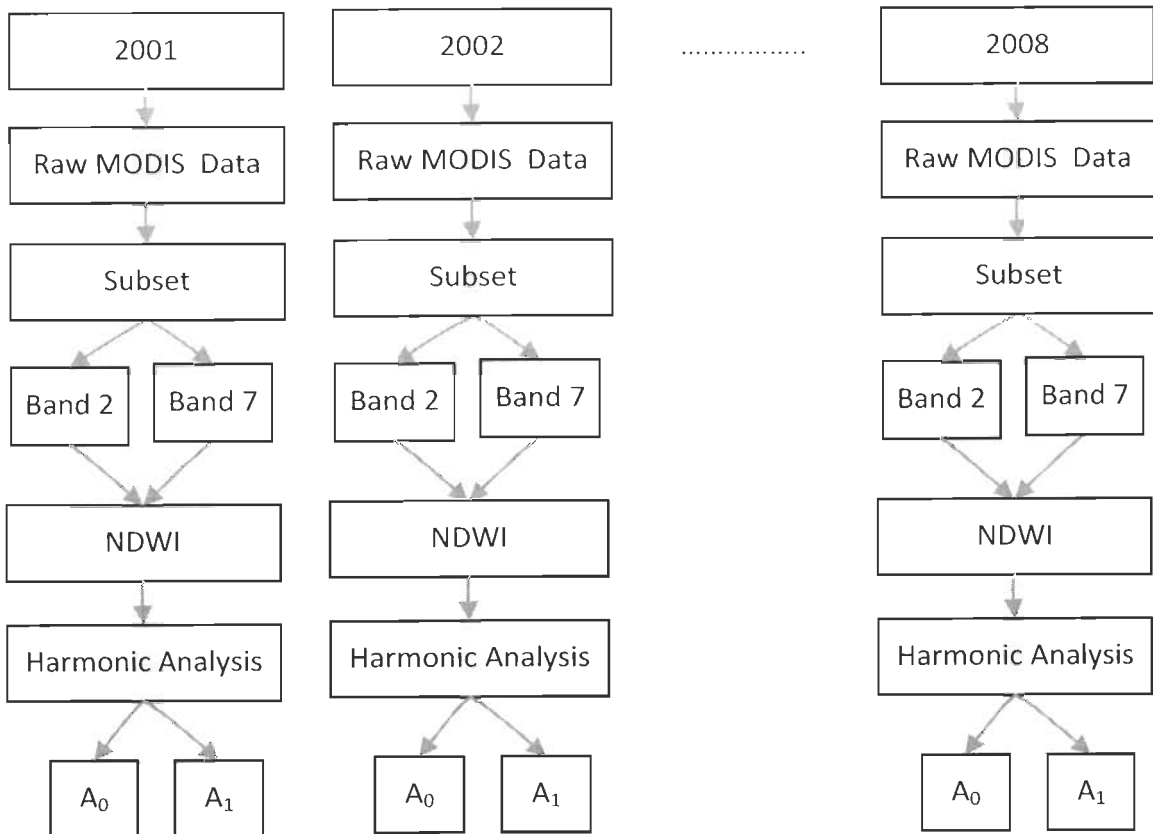 2001 2002 ................ 2008
Raw MODIS Data Raw MODIS Data Raw MODIS Data
Subset Subset Subset
Band 2 Band 7 Band 2 Band 7 Band 2 Band 7
NDWI NDWI NDWI
Harmonic Analysis Harmonic Analysis Harmonic Analysis
A₀ A₁ A₀ A₁ A₀ A₁